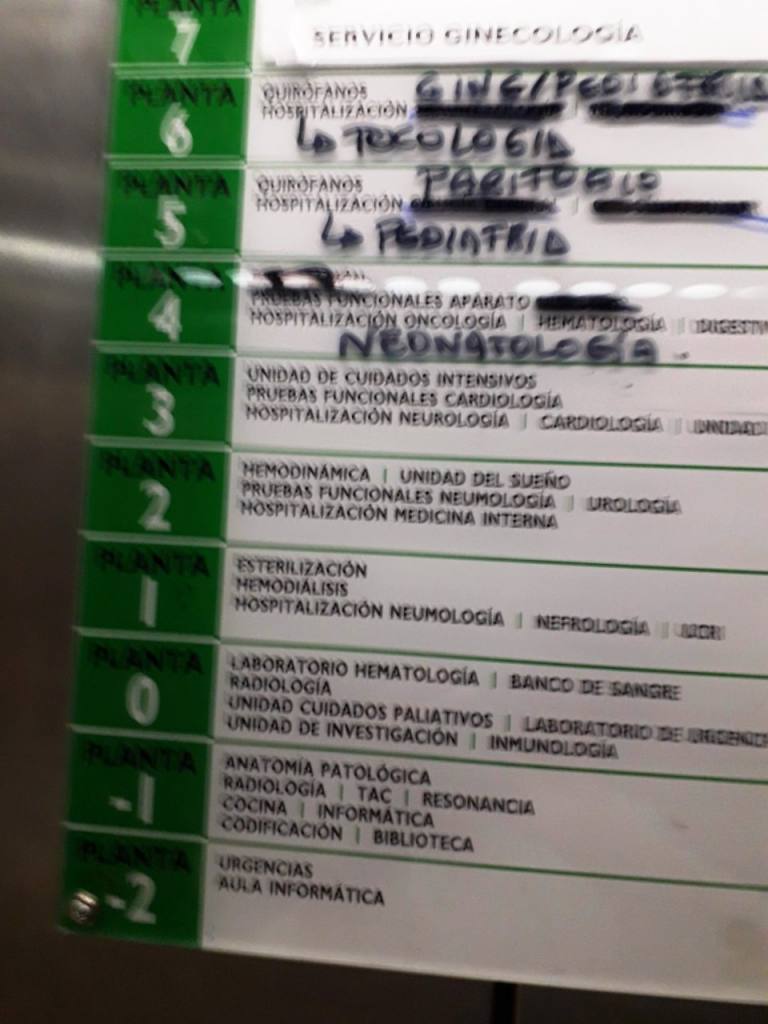 PLANTA 7
SERVICIO GINECOLOGÍA
PLANTA 6
QUIRÓFANOS GINE/PEDIATRIA
HOSPITALIZACIÓN
TOCOLOGIA
PLANTA 5
QUIRÓFANOS PARITORIO
HOSPITALIZACIÓN
PEDIATRIA
PLANTA 4
PRUEBAS FUNCIONALES APARATO
HOSPITALIZACIÓN ONCOLOGÍA | HEMATOLOGÍA |
NEONATOLOGÍA
PLANTA 3
UNIDAD DE CUIDADOS INTENSIVOS
PRUEBAS FUNCIONALES CARDIOLOGÍA
HOSPITALIZACIÓN NEUROLOGÍA | CARDIOLOGÍA |
PLANTA 2
HEMODINÁMICA | UNIDAD DEL SUEÑO
PRUEBAS FUNCIONALES NEUMOLOGÍA | UROLOGÍA
HOSPITALIZACIÓN MEDICINA INTERNA
PLANTA 1
ESTERILIZACIÓN
HEMODIÁLISIS
HOSPITALIZACIÓN NEUMOLOGÍA | NEFROLOGÍA |
PLANTA 0
LABORATORIO HEMATOLOGÍA | BANCO DE SANGRE
RADIOLOGÍA
UNIDAD CUIDADOS PALIATIVOS | LABORATORIO DE
UNIDAD DE INVESTIGACIÓN | INMUNOLOGÍA
PLANTA -1
ANATOMÍA PATOLÓGICA
RADIOLOGÍA | TAC | RESONANCIA
COCINA | INFORMÁTICA
CODIFICACIÓN | BIBLIOTECA
PLANTA -2
URGENCIAS
AULA INFORMÁTICA